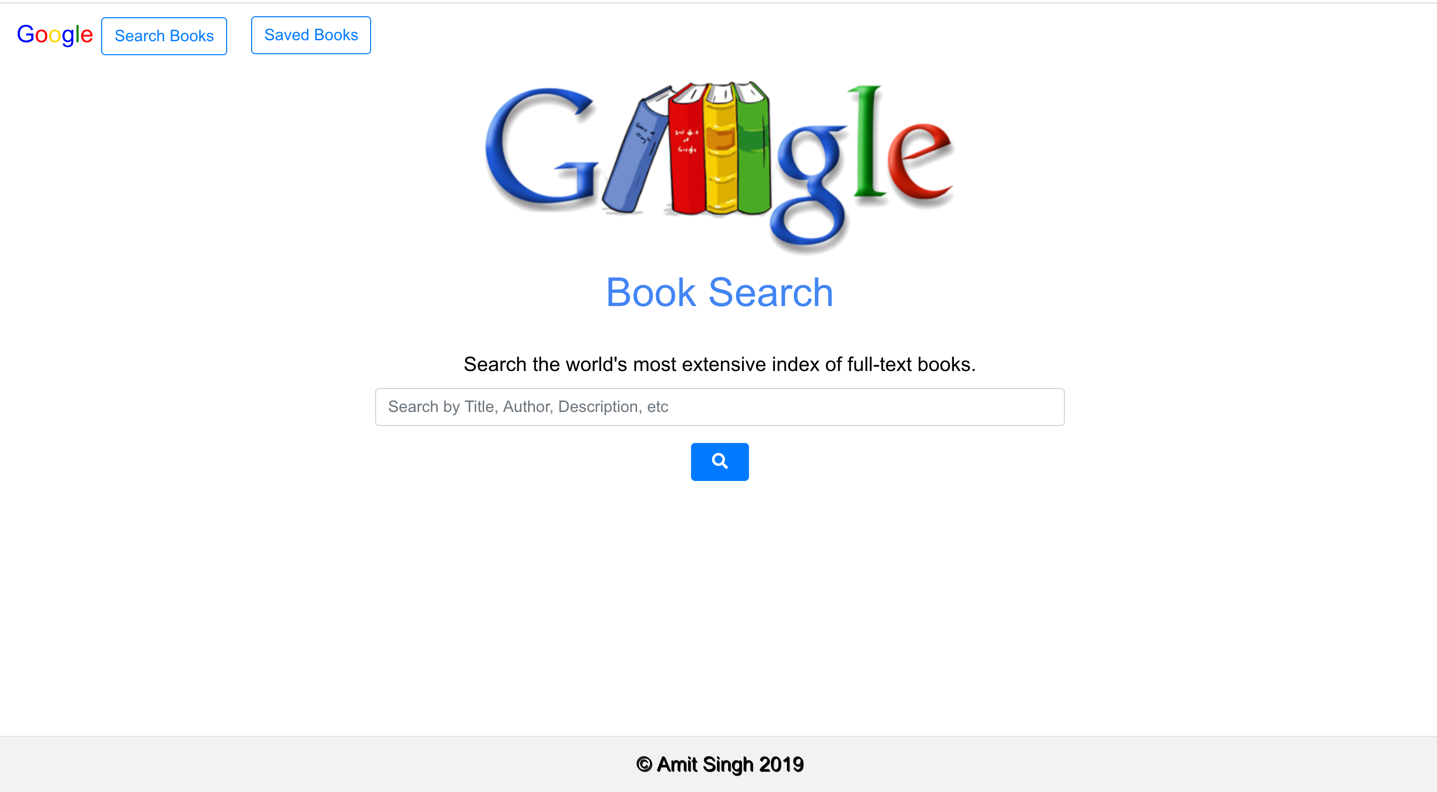 Google Search Books Saved Books
Google
Book Search
Search the world's most extensive index of full-text books.
Search by Title, Author, Description, etc
© Amit Singh 2019